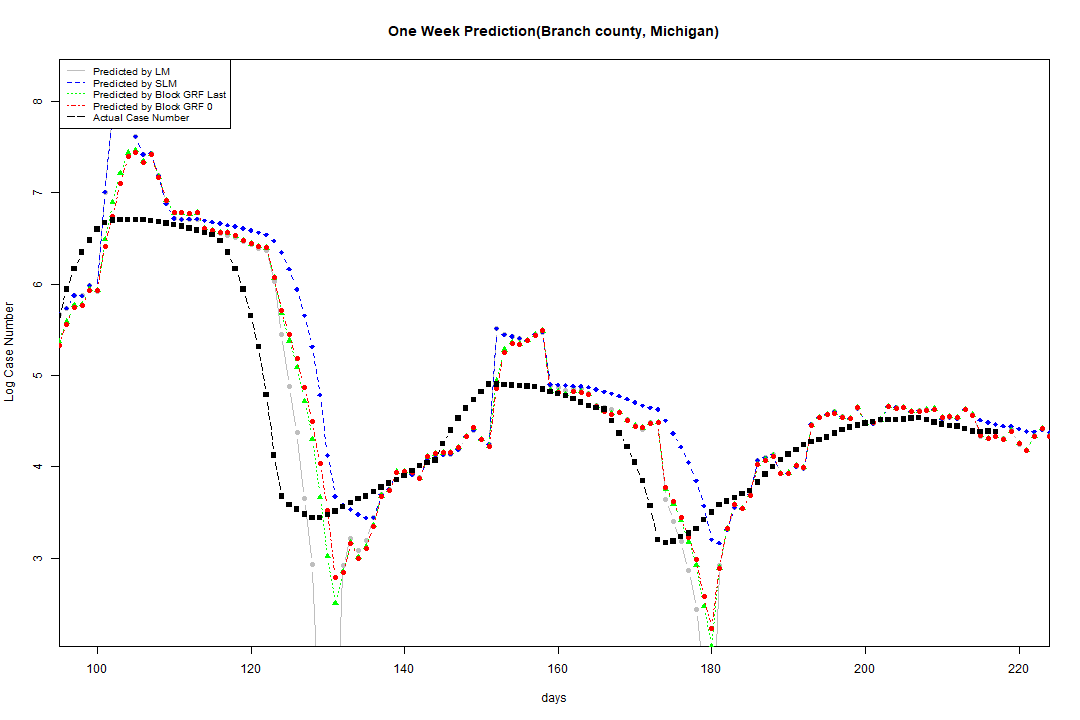 One Week Prediction(Branch county, Michigan)
Predicted by LM
Predicted by SLM
Predicted by Block GRF Last
Predicted by Block GRF 0
Actual Case Number
8
7
6
5
4
3
Log Case Number
100 120 140 160 180 200 220
days